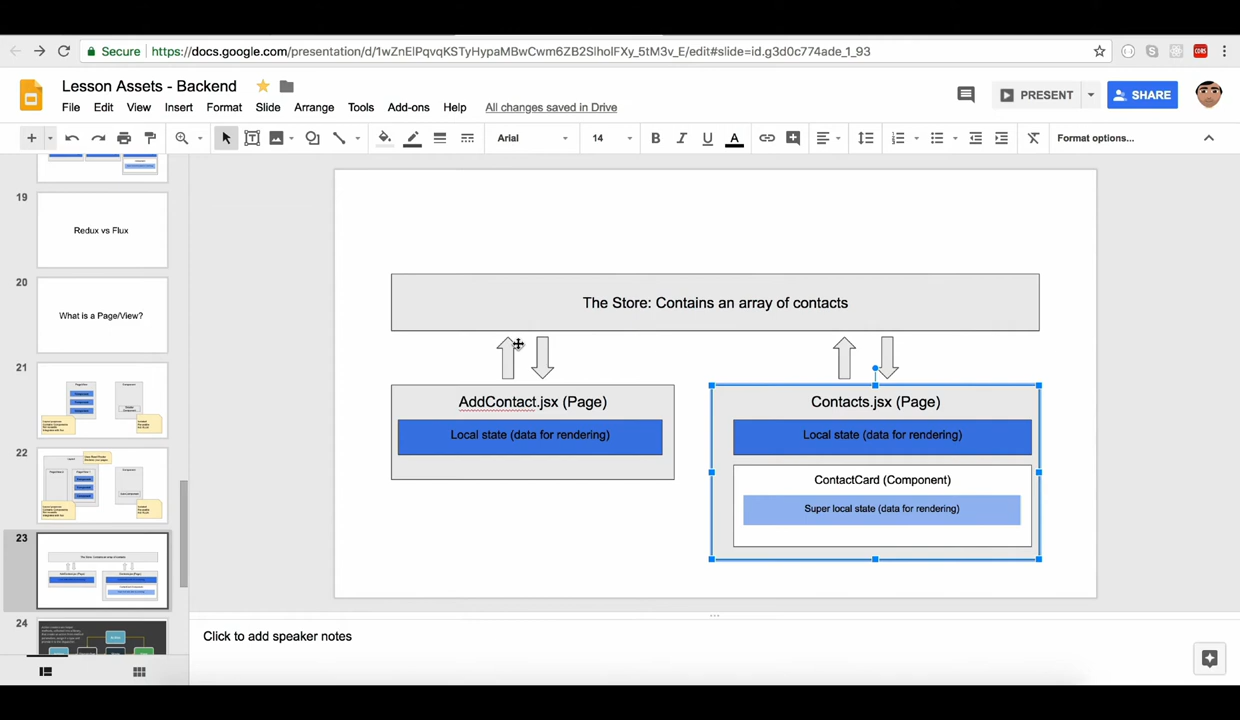 Secure https://docs.google.com/presentation/d/1wZnElPqvqKSTyHypaMBwCwm6ZB2SlholFXy_5tM3v_E/edit#slide=id.g3d0c774ade_1_93
CORS
Lesson Assets - Backend
File Edit View Insert Format Slide Arrange Tools Add-ons Help All changes saved in Drive
PRESENT
SHARE
Arial 14 B I U A Format options...
19
Redux vs Flux
20
What is a Page/View?
21
22
23
24
The Store: Contains an array of contacts
AddContact.jsx (Page)
Local state (data for rendering)
Contacts.jsx (Page)
Local state (data for rendering)
ContactCard (Component)
Super local state (data for rendering)
Click to add speaker notes